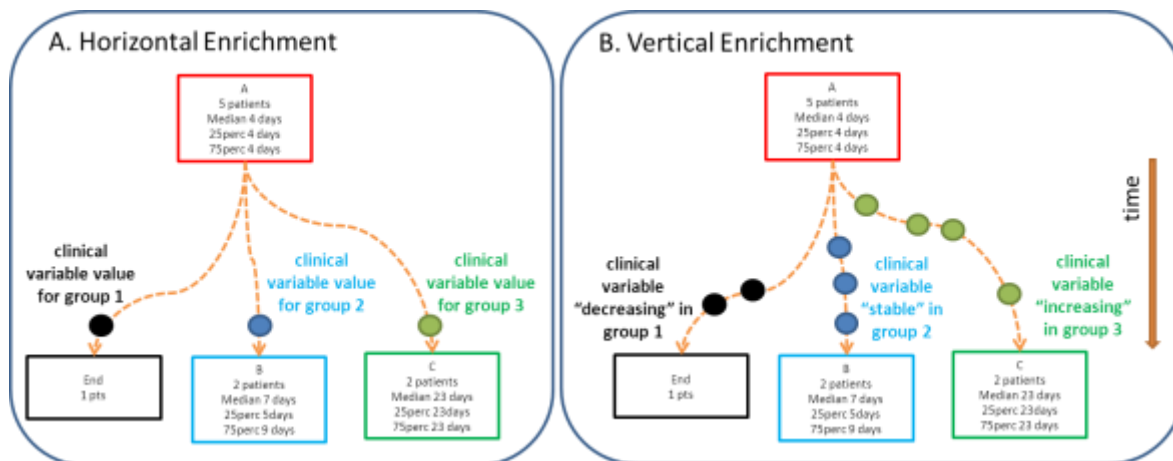 A. Horizontal Enrichment
A
5 patients
Median 4 days
25perc 4 days
75perc 4 days
clinical
variable value
for group 1
clinical
variable value
for group 2
clinical
variable value
for group 3
End
1 pts
B
2 patients
Median 7 days
25perc 5days
75perc 9 days
C
2 patients
Median 23 days
25perc 23days
75perc 23 days
B. Vertical Enrichment
A
5 patients
Median 4 days
25perc 4 days
75perc 4 days
time
clinical
variable
“decreasing” in
group 1
clinical
variable
“stable” in
group 2
clinical
variable
“increasing”
in group 3
End
1 pts
B
2 patients
Median 7 days
25perc 5days
75perc 9 days
C
2 patients
Median 23 days
25perc 23days
75perc 23 days